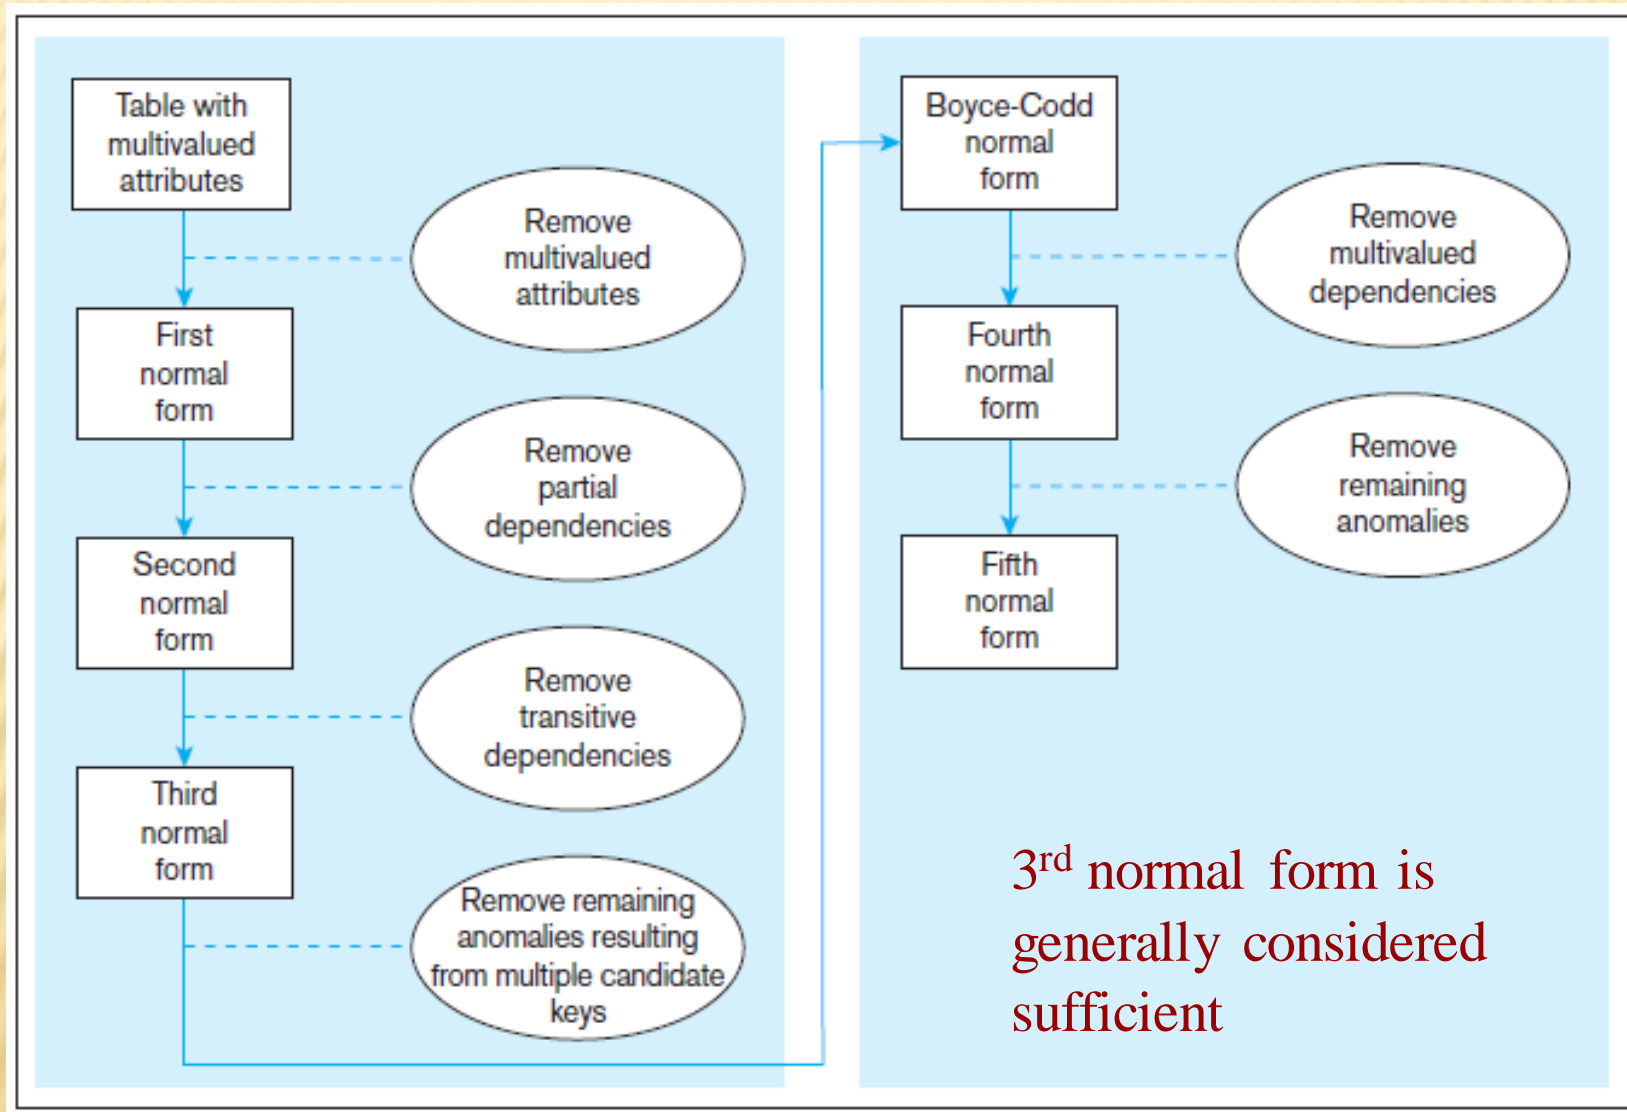 Table with
multivalued
attributes
Remove
multivalued
attributes
First
normal
form
Remove
partial
dependencies
Second
normal
form
Remove
transitive
dependencies
Third
normal
form
Remove remaining
anomalies resulting
from multiple candidate
keys
Boyce-Codd
normal
form
Remove
multivalued
dependencies
Fourth
normal
form
Remove
remaining
anomalies
Fifth
normal
form
3rd normal form is
generally considered
sufficient